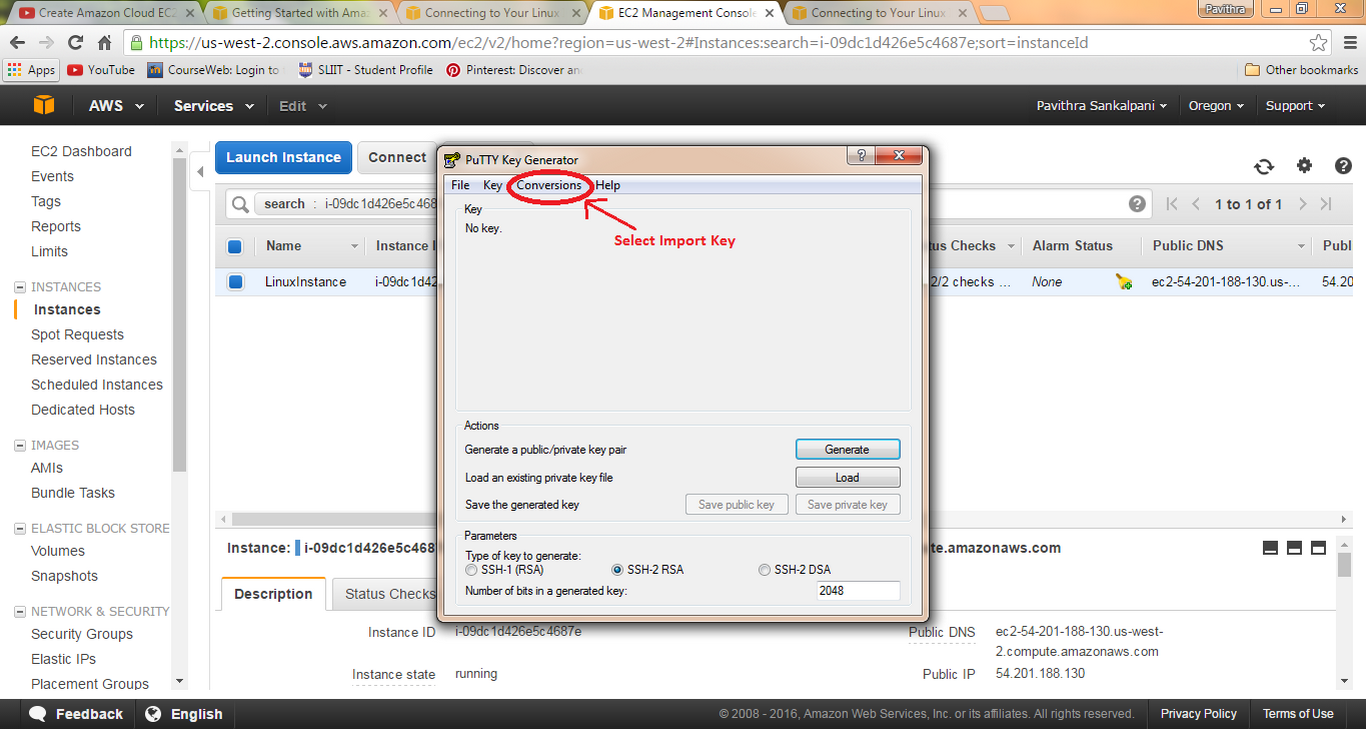 Create Amazon Cloud EC2
Getting Started with Ama
Connecting to Your Linux
EC2 Management Console
Connecting to Your Linux
Pavithra
https://us-west-2.console.aws.amazon.com/ec2/v2/home?region=us-west-2#Instances:search=i-09dc1d426e5c4687e;sort=instanceId
Apps
YouTube
CourseWeb: Login to
SLIIT - Student Profile
Pinterest: Discover an
Other bookmarks
AWS
Services
Edit
Pavithra Sankalpani
Oregon
Support
EC2 Dashboard
Events
Tags
Reports
Limits
INSTANCES
Instances
Spot Requests
Reserved Instances
Scheduled Instances
Dedicated Hosts
IMAGES
AMIs
Bundle Tasks
ELASTIC BLOCK STORE
Volumes
Snapshots
NETWORK & SECURITY
Security Groups
Elastic IPs
Placement Groups
Launch Instance
Connect
search : i-09dc1d426e5c468
1 to 1 of 1
Name
Instance I
tus Checks
Alarm Status
Public DNS
Publ
LinuxInstance
i-09dc1d42
2/2 checks ...
None
ec2-54-201-188-130.us-...
54.20
PuTTY Key Generator
File
Key
Conversions
Help
Key
No key.
Select Import Key
Actions
Generate a public/private key pair
Generate
Load an existing private key file
Load
Save the generated key
Save public key
Save private key
Parameters
Type of key to generate:
SSH-1 (RSA)
SSH-2 RSA
SSH-2 DSA
Number of bits in a generated key:
2048
Instance:
i-09dc1d426e5c468
te.amazonaws.com
Description
Status Checks
Instance ID
i-09dc1d426e5c4687e
Public DNS
ec2-54-201-188-130.us-west-
2.compute.amazonaws.com
Instance state
running
Public IP
54.201.188.130
Feedback
English
© 2008 - 2016, Amazon Web Services, Inc. or its affiliates. All rights reserved.
Privacy Policy
Terms of Use